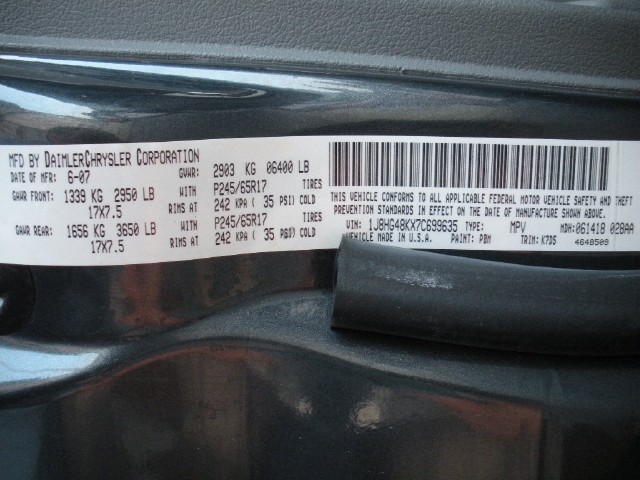 MFD BY DAIMLERCHRYSLER CORPORATION
DATE OF MFR: 6-07 GVWR: 2903 KG 06400 LB
GAWR FRONT: 1339 KG 2950 LB WITH P245/65R17 TIRES
17X7.5 RIMS AT 242 KPA ( 35 PSI) COLD
GAWR REAR: 1656 KG 3650 LB WITH P245/65R17 TIRES
17X7.5 RIMS AT 242 KPA ( 35 PSI) COLD
THIS VEHICLE CONFORMS TO ALL APPLICABLE FEDERAL MOTOR VEHICLE SAFETY AND THEFT
PREVENTION STANDARDS IN EFFECT ON THE DATE OF MANUFACTURE SHOWN ABOVE.
VIN: 1J8HG48KX7C699635 TYPE: MPV MDH: 061418 028AA
VEHICLE MADE IN U.S.A. PAINT: PBM TRIM: K7D5 4648509